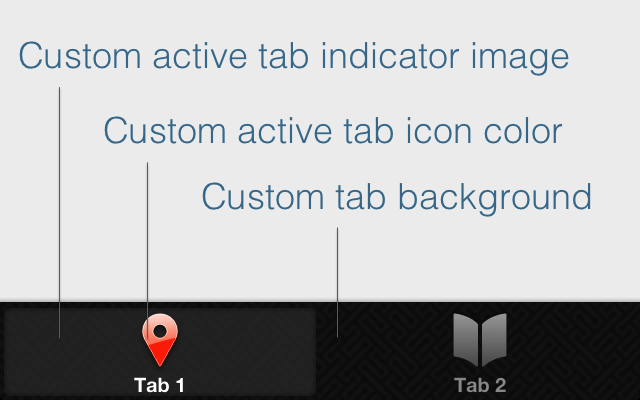 Custom active tab indicator image
Custom active tab icon color
Custom tab background
Tab 1
Tab 2